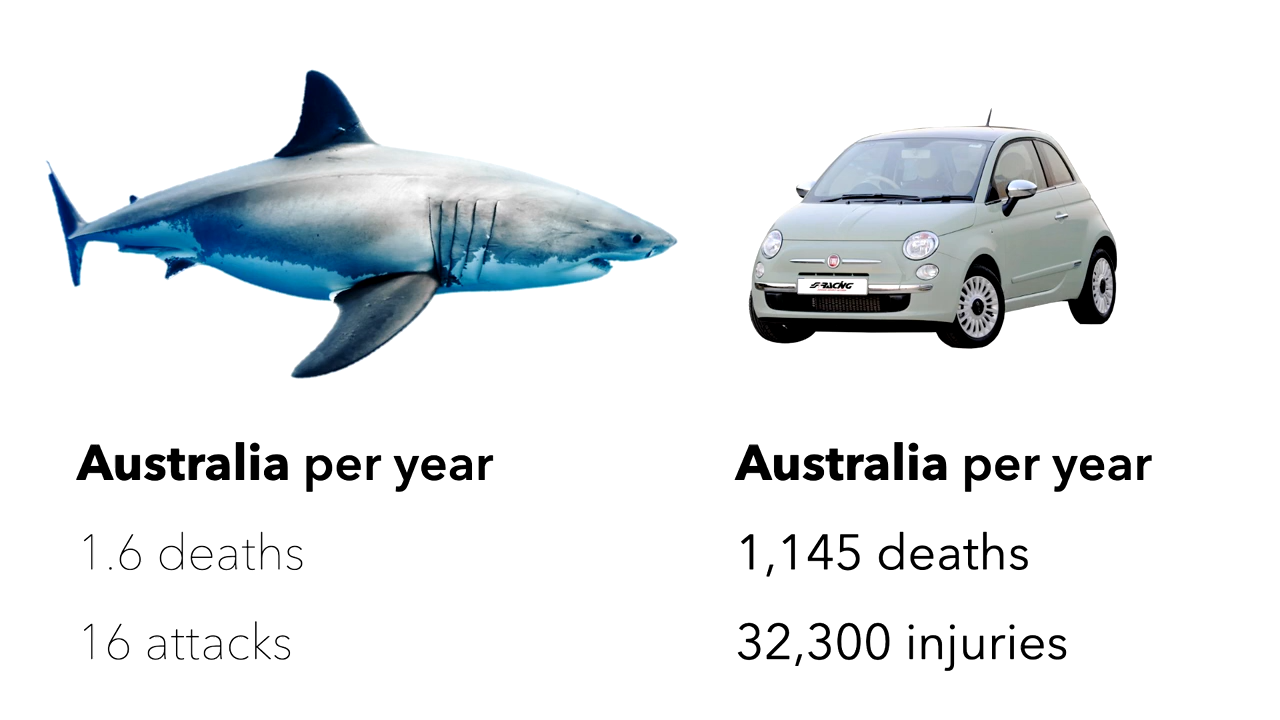 Australia per year
1.6 deaths
16 attacks
Australia per year
1,145 deaths
32,300 injuries